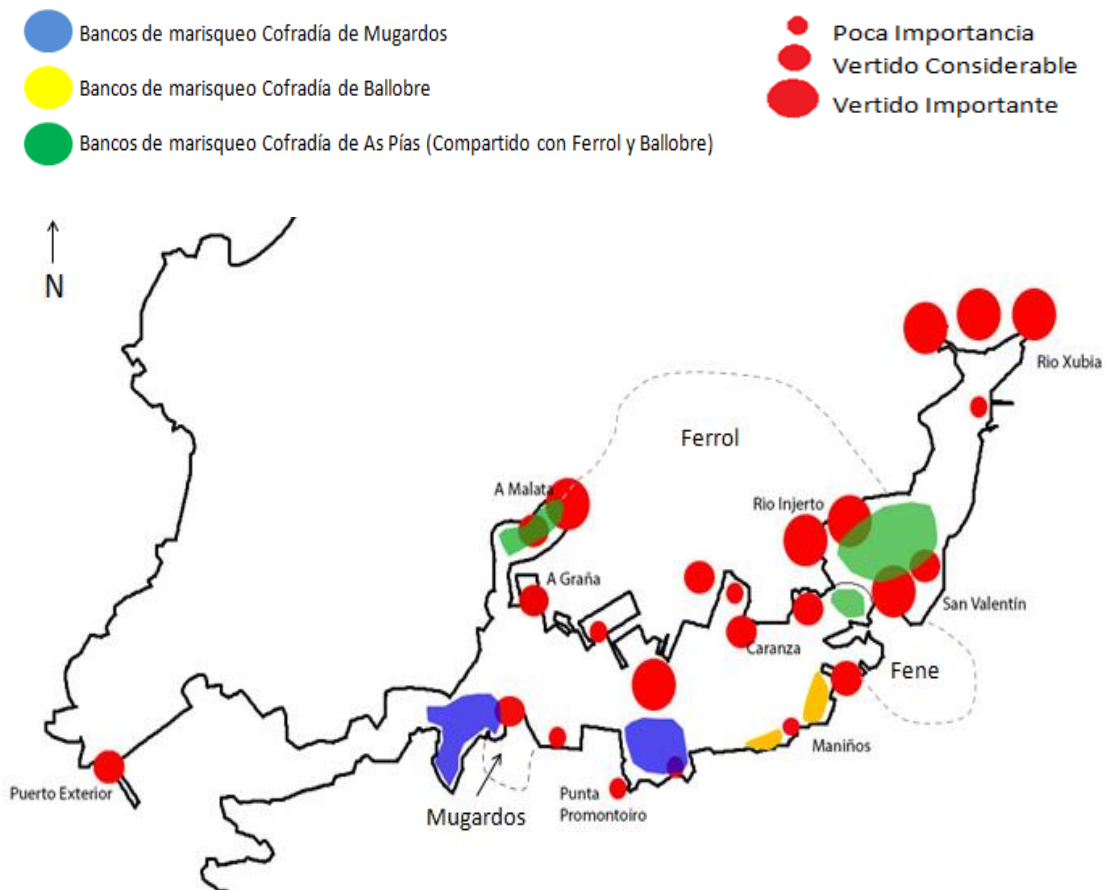 Bancos de marisqueo Cofradía de Mugardos
Bancos de marisqueo Cofradía de Ballobre
Bancos de marisqueo Cofradía de As Pías (Compartido con Ferrol y Ballobre)
Poca Importancia
Vertido Considerable
Vertido Importante
N
Rio Xubia
Ferrol
A Malata
Rio Injerto
A Graña
San Valentín
Caranza
Fene
Maniños
Puerto Exterior
Mugardos
Punta
Promontoiro